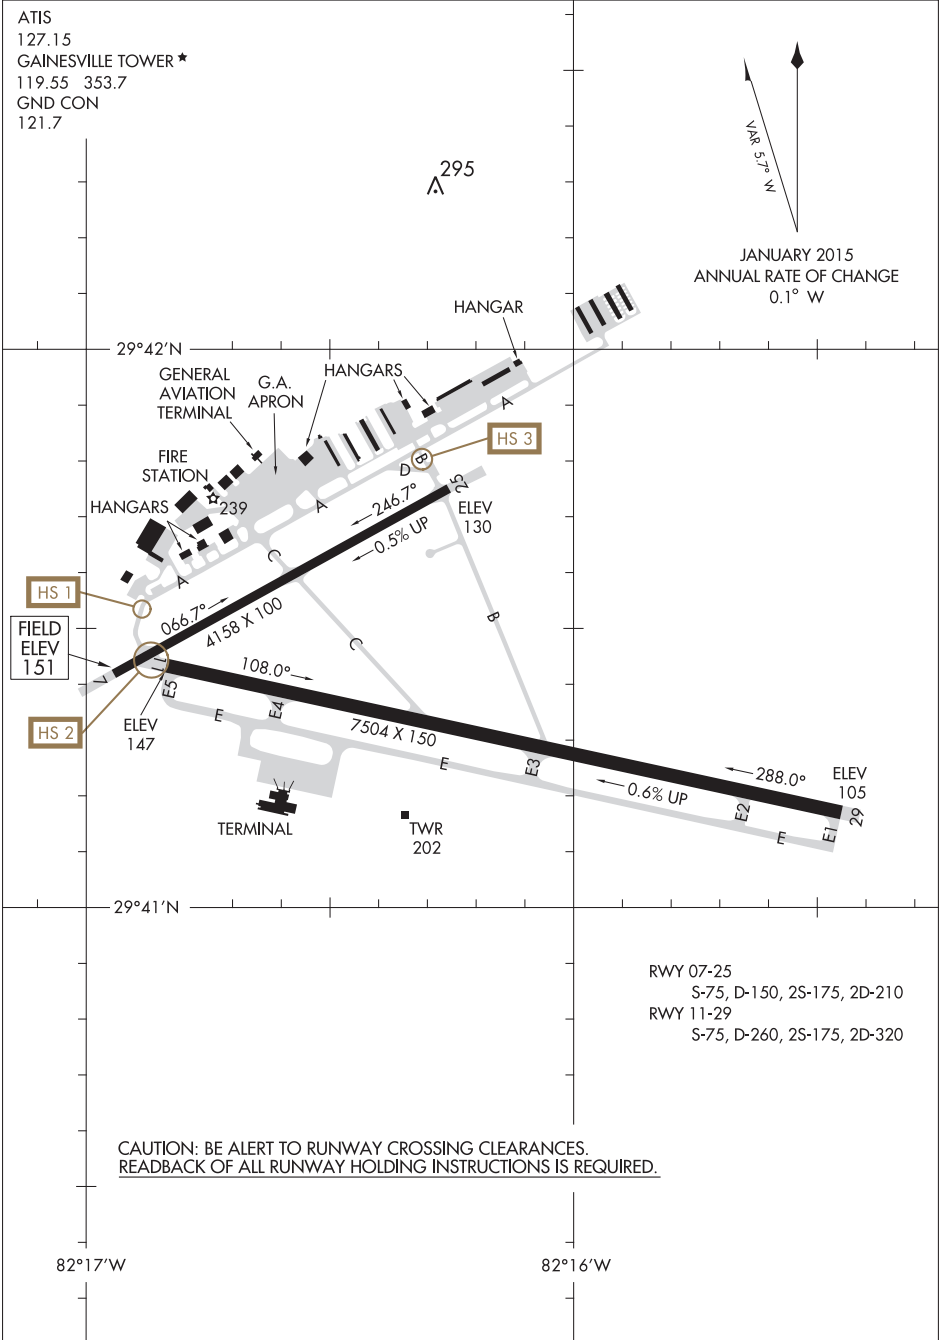 ATIS
127.15
GAINESVILLE TOWER★
119.55 353.7
GND CON
121.7
295
VAR 5.7° W
JANUARY 2015
ANNUAL RATE OF CHANGE
0.1° W
HANGAR
29°42'N
GENERAL
AVIATION
TERMINAL
G.A.
APRON
HANGARS
A
HS 3
B
D
FIRE
STATION
239
HANGARS
A
25
ELEV
130
246.7°
0.5% UP
C
A
HS 1
066.7°
4158 X 100
B
C
FIELD
ELEV
151
7
11
108.0°
E5
E4
E
HS 2
ELEV
147
7504 X 150
E
E3
288.0°
0.6% UP
ELEV
105
29
E2
E1
E
TERMINAL
TWR
202
29°41'N
RWY 07-25
S-75, D-150, 2S-175, 2D-210
RWY 11-29
S-75, D-260, 2S-175, 2D-320
CAUTION: BE ALERT TO RUNWAY CROSSING CLEARANCES.
READBACK OF ALL RUNWAY HOLDING INSTRUCTIONS IS REQUIRED.
82°17'W
82°16'W